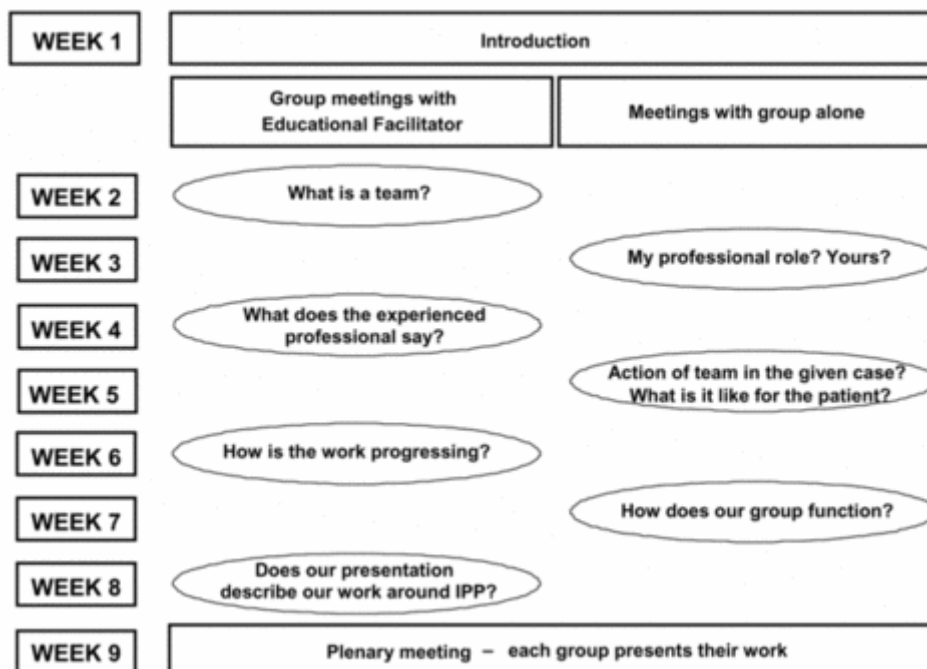 WEEK 1
Introduction
Group meetings with
Educational Facilitator
Meetings with group alone
WEEK 2
What is a team?
WEEK 3
My professional role? Yours?
WEEK 4
What does the experienced
professional say?
WEEK 5
Action of team in the given case?
What is it like for the patient?
WEEK 6
How is the work progressing?
WEEK 7
How does our group function?
WEEK 8
Does our presentation
describe our work around IPP?
WEEK 9
Plenary meeting – each group presents their work